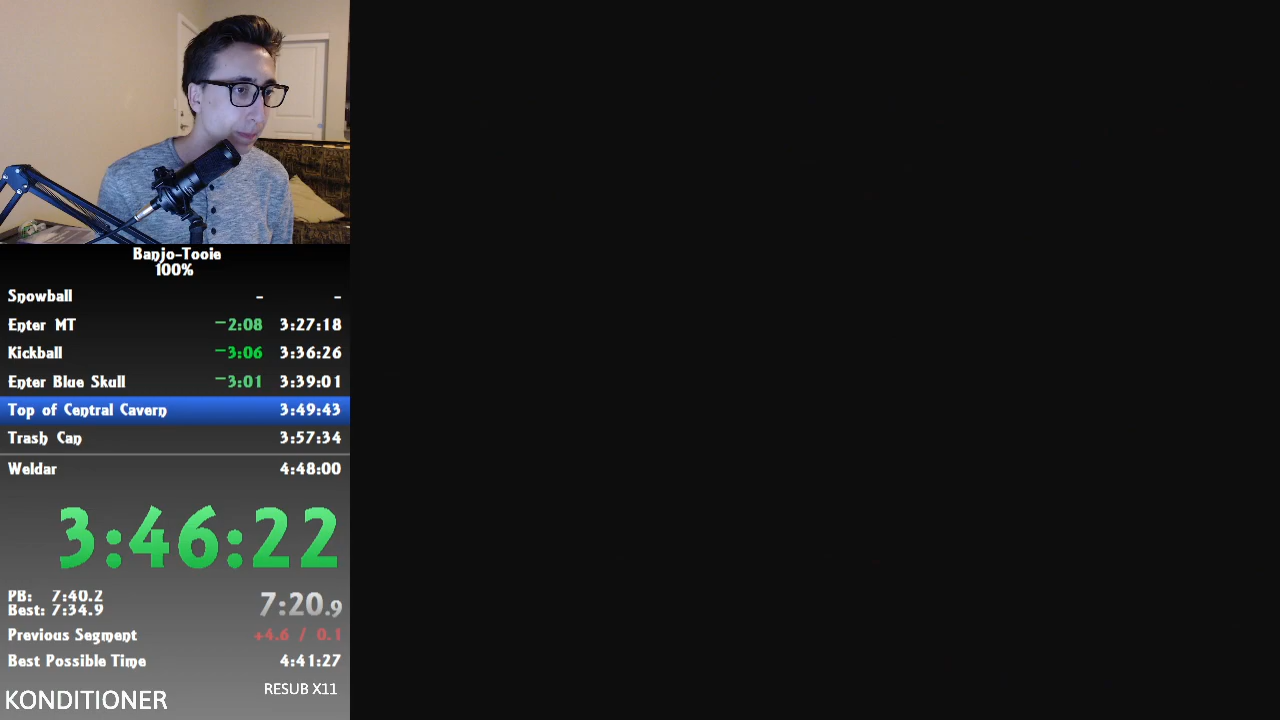 Banjo-Tooie
100%
Snowball - -
Enter MT −2:08 3:27:18
Kickball −3:06 3:36:26
Enter Blue Skull −3:01 3:39:01
Top of Central Cavern 3:49:43
Trash Can 3:57:34
Weldar 4:48:00
3:46:22
PB: 7:40.2
Best: 7:34.9
7:20.9
Previous Segment +4.6 / 0.1
Best Possible Time 4:41:27
KONDITIONER RESUB X11